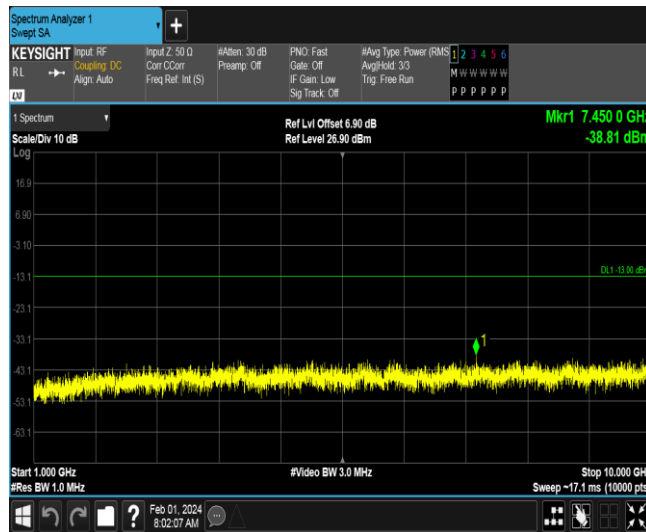 Spectrum Analyzer 1
Swept SA
+
KEYSIGHT
RL
LXI
Input: RF
Coupling: DC
Align: Auto
Input Z: 50 Ω
Corr CCorr
Freq Ref: Int (S)
#Atten: 30 dB
Preamp: Off
PNO: Fast
Gate: Off
IF Gain: Low
Sig Track: Off
#Avg Type: Power (RMS
Avg|Hold: 3/3
Trig: Free Run
1 2 3 4 5 6
M W W W W W
P P P P P P
1 Spectrum
Scale/Div 10 dB
Log
Ref Lvl Offset 6.90 dB
Ref Level 26.90 dBm
Mkr1 7.450 0 GHz
-38.81 dBm
16.9
6.90
-3.10
-13.1
-23.1
-33.1
-43.1
-53.1
-63.1
DL1 -13.00 dBm
1
Start 1.000 GHz
#Res BW 1.0 MHz
#Video BW 3.0 MHz
Stop 10.000 GHz
Sweep ~17.1 ms (10000 pts
?
Feb 01, 2024
8:02:07 AM